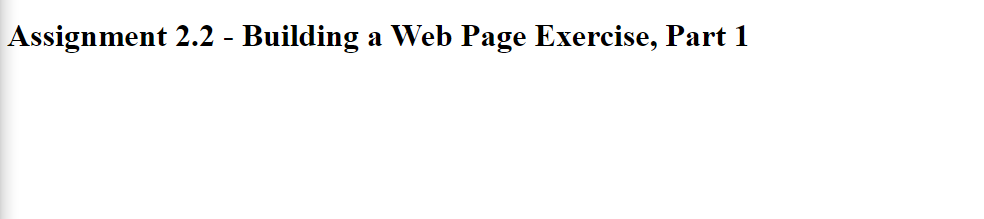 Assignment 2.2 - Building a Web Page Exercise, Part 1